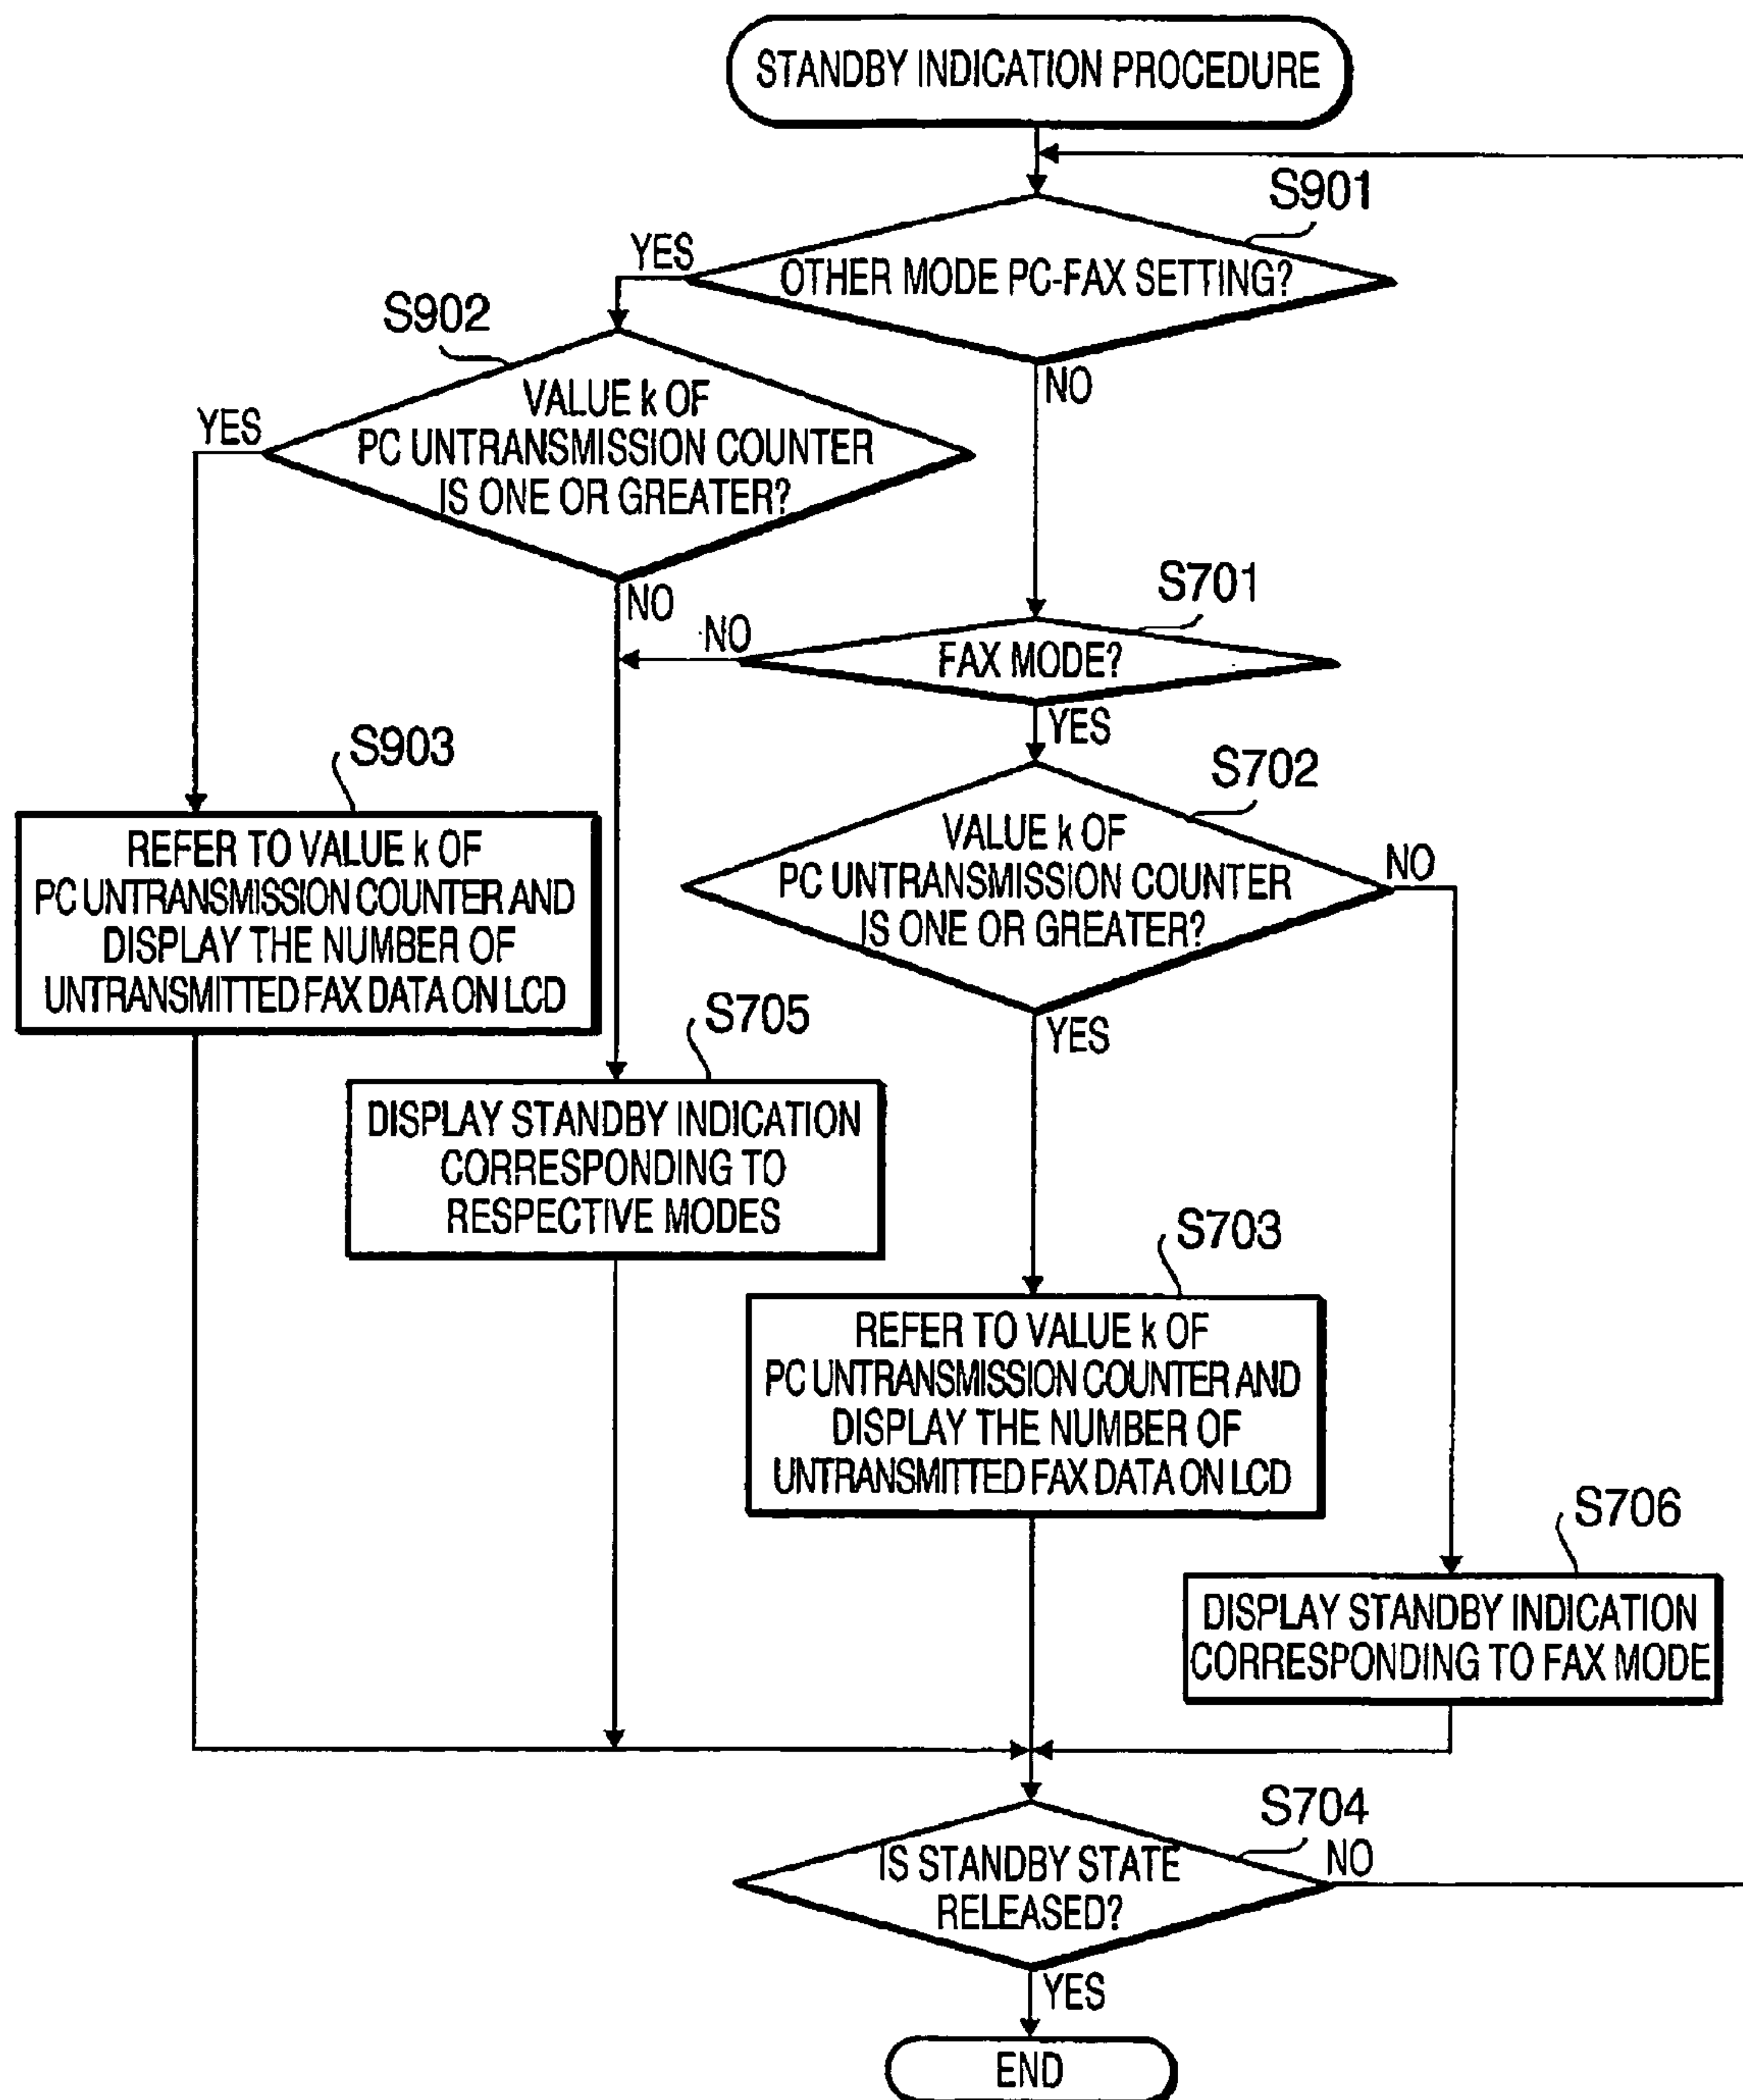 STANDBY INDICATION PROCEDURE
S901
YES
OTHER MODE PC-FAX SETTING?
NO
S902
YES
VALUE k OF
PC UNTRANSMISSION COUNTER
IS ONE OR GREATER?
NO
S701
NO
FAX MODE?
YES
S903
REFER TO VALUE k OF
PC UNTRANSMISSION COUNTER AND
DISPLAY THE NUMBER OF
UNTRANSMITTED FAX DATA ON LCD
S702
VALUE k OF
PC UNTRANSMISSION COUNTER
IS ONE OR GREATER?
NO
YES
S705
DISPLAY STANDBY INDICATION
CORRESPONDING TO
RESPECTIVE MODES
S703
REFER TO VALUE k OF
PC UNTRANSMISSION COUNTER AND
DISPLAY THE NUMBER OF
UNTRANSMITTED FAX DATA ON LCD
S706
DISPLAY STANDBY INDICATION
CORRESPONDING TO FAX MODE
S704
IS STANDBY STATE
RELEASED?
NO
YES
END